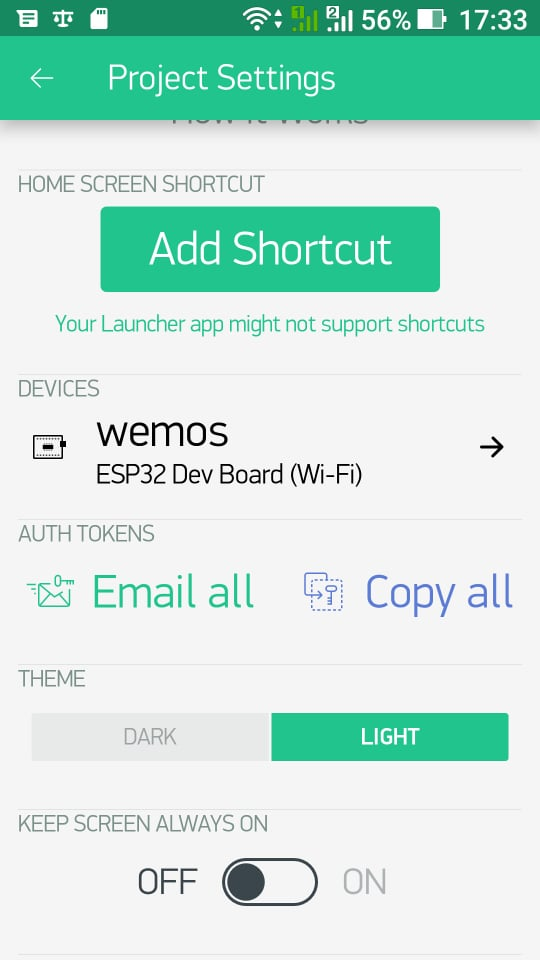 1 2 56% 17:33
Project Settings
How It Works
HOME SCREEN SHORTCUT
Add Shortcut
Your Launcher app might not support shortcuts
DEVICES
wemos
ESP32 Dev Board (Wi-Fi)
AUTH TOKENS
Email all Copy all
THEME
DARK LIGHT
KEEP SCREEN ALWAYS ON
OFF ON